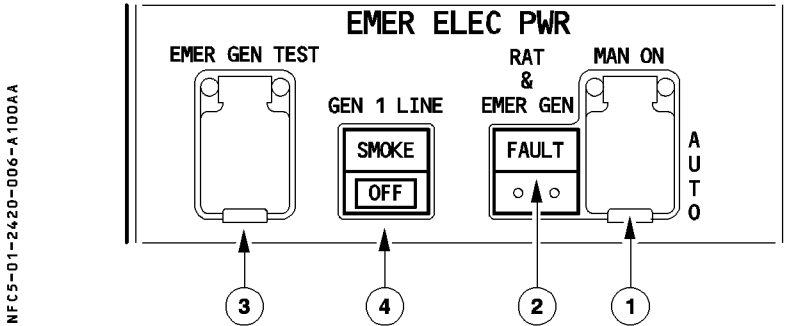 EMER ELEC PWR
EMER GEN TEST
GEN 1 LINE
SMOKE
OFF
RAT
&
EMER GEN
FAULT
MAN ON
AUTO
3
4
2
1
NFC5-01-2420-006-A100AA